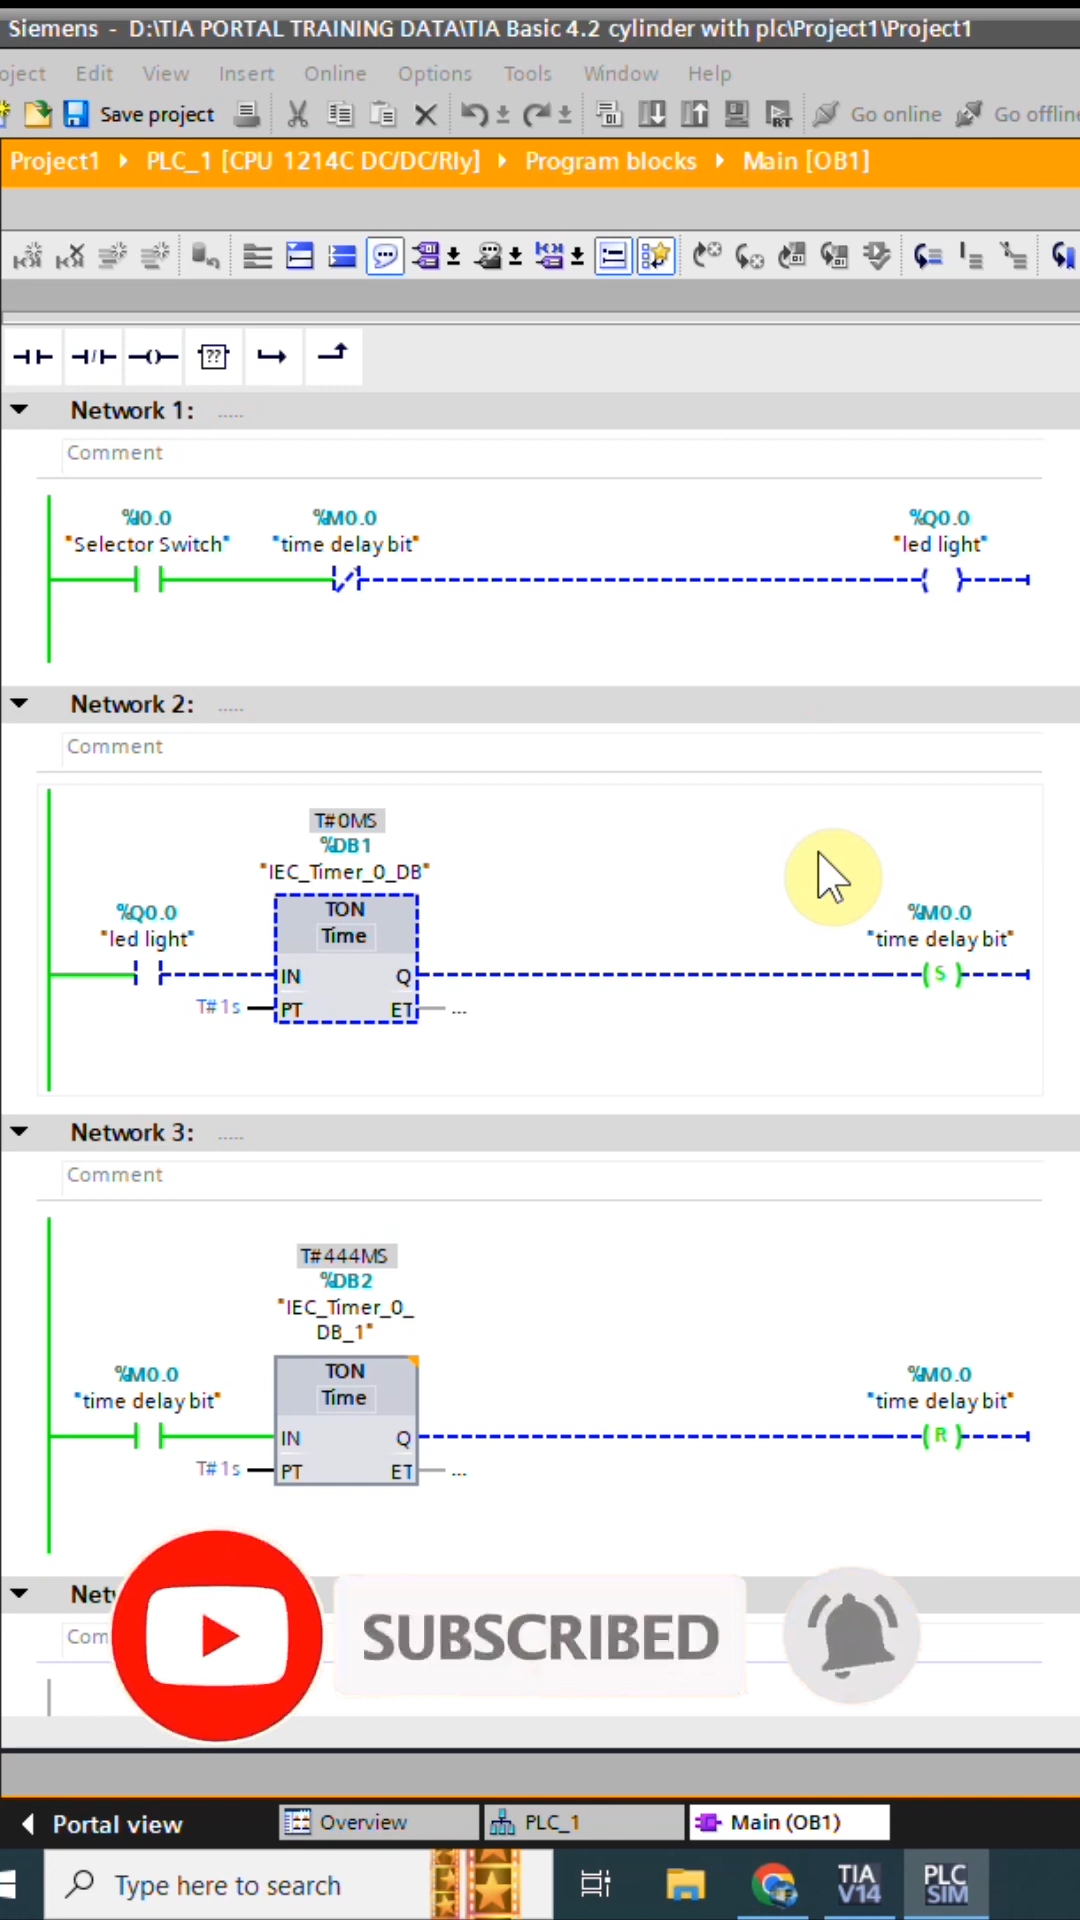 Siemens - D:\TIA PORTAL TRAINING DATA\TIA Basic 4.2 cylinder with plc\Project1\Project1
oject Edit View Insert Online Options Tools Window Help
Save project Go online Go offline
Project1 PLC_1 [CPU 1214C DC/DC/Rly] Program blocks Main [OB1]
??
Network 1: .....
Comment
%I0.0 %M0.0 %Q0.0
"Selector Switch" "time delay bit" "led light"
Network 2: .....
Comment
T#0MS
%DB1
"IEC_Timer_0_DB"
TON
Time
%Q0.0 %M0.0
"led light" "time delay bit"
IN Q S
T#1s PT ET ...
Network 3: .....
Comment
T#444MS
%DB2
"IEC_Timer_0_
DB_1"
TON
Time
%M0.0 %M0.0
"time delay bit" "time delay bit"
IN Q R
T#1s PT ET ...
Net
Com
SUBSCRIBED
Portal view Overview PLC_1 Main (OB1)
Type here to search
TIA
V14
PLC
SIM